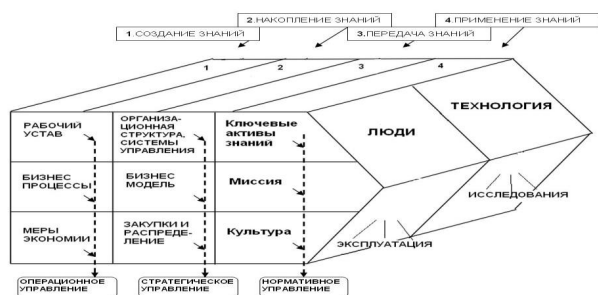 2.НАКОПЛЕНИЕ ЗНАНИЙ
4.ПРИМЕНЕНИЕ ЗНАНИЙ
1.СОЗДАНИЕ ЗНАНИЙ
3.ПЕРЕДАЧА ЗНАНИЙ
1
2
3
4
РАБОЧИЙ
УСТАВ
ОРГАНИЗА-
ЦИОННАЯ
СТРУКТУРА,
СИСТЕМЫ
УПРАВЛЕНИЯ
Ключевые
активы
знаний
ЛЮДИ
ТЕХНОЛОГИЯ
БИЗНЕС
ПРОЦЕССЫ
БИЗНЕС
МОДЕЛЬ
Миссия
ИССЛЕДОВАНИЯ
МЕРЫ
ЭКОНОМИИ
ЗАКУПКИ И
РАСПРЕДЕ-
ЛЕНИЕ
Культура
ЭКСПЛУАТАЦИЯ
ОПЕРАЦИОННОЕ
УПРАВЛЕНИЕ
СТРАТЕГИЧЕСКОЕ
УПРАВЛЕНИЕ
НОРМАТИВНОЕ
УПРАВЛЕНИЕ